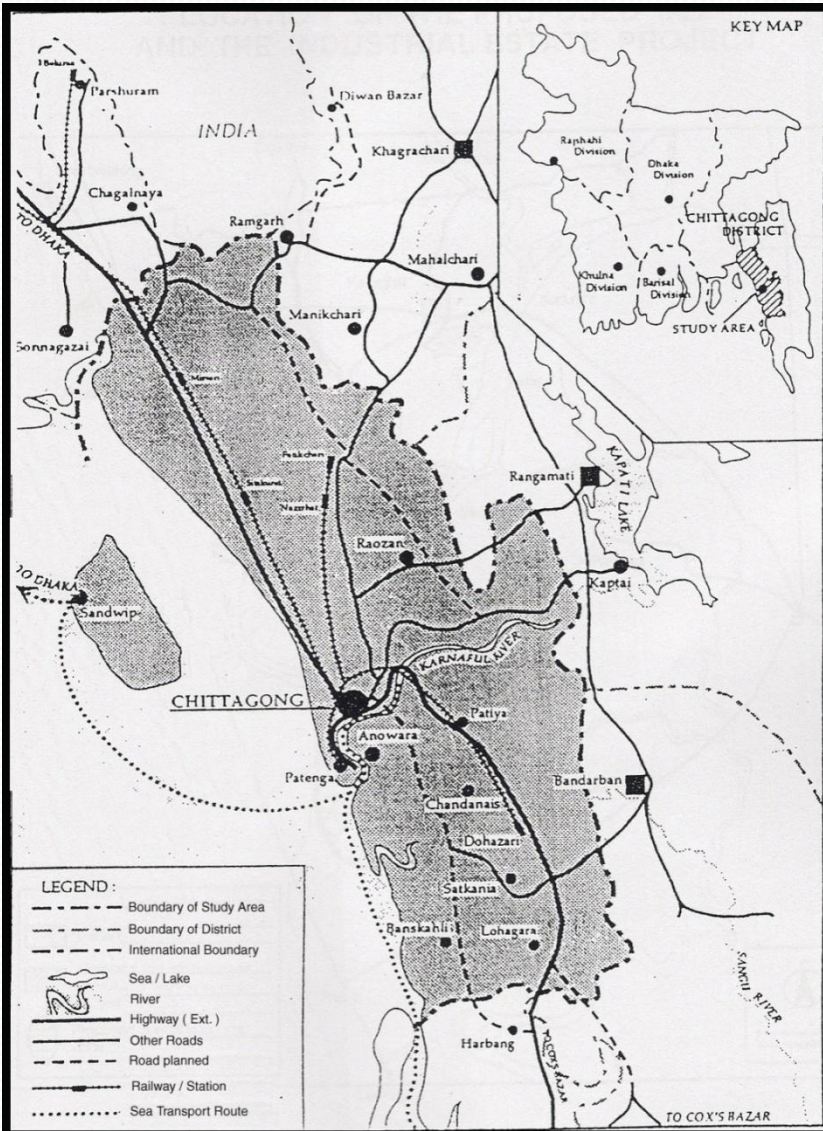 KEY MAP
Parshuram
INDIA
Diwan Bazar
Khagrachari
Rajshahi
Division
Dhaka
Division
Chagalnaya
TO DHAKA
Ramgarh
CHITTAGONG
DISTRICT
Mahalchari
Khulna
Division
Barisal
Division
Manikchari
STUDY AREA
Sonnagazai
Rangamati
KAPATI LAKE
Raozan
TO DHAKA
Kaptai
Sandwip
KARNAFUL RIVER
CHITTAGONG
Patiya
Anowara
Patenga
Bandarban
Chandanais
Dohazari
Satkania
Banskahli
Lohagara
SANGU RIVER
Harbang
TO COX'S BAZAR
TO COX'S BAZAR
LEGEND :
Boundary of Study Area
Boundary of District
International Boundary
Sea / Lake
River
Highway ( Ext. )
Other Roads
Road planned
Railway / Station
Sea Transport Route